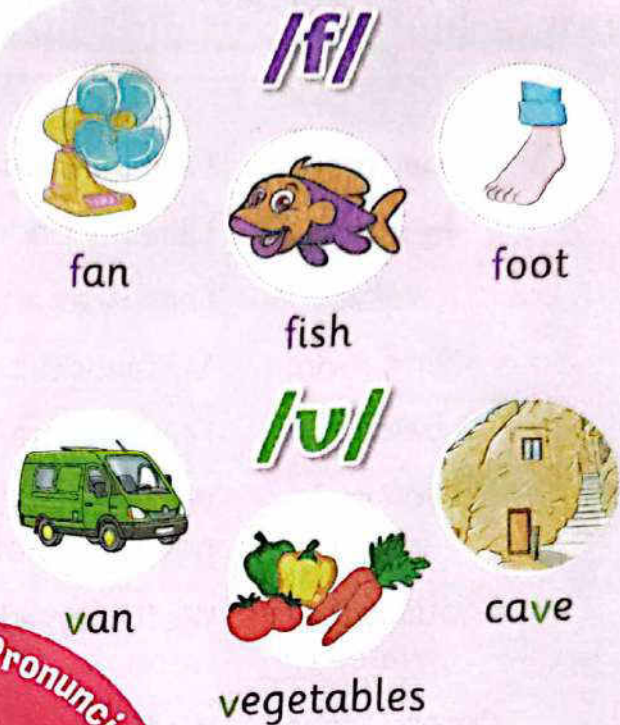 /f/
fan
fish
foot
/v/
van
vegetables
cave